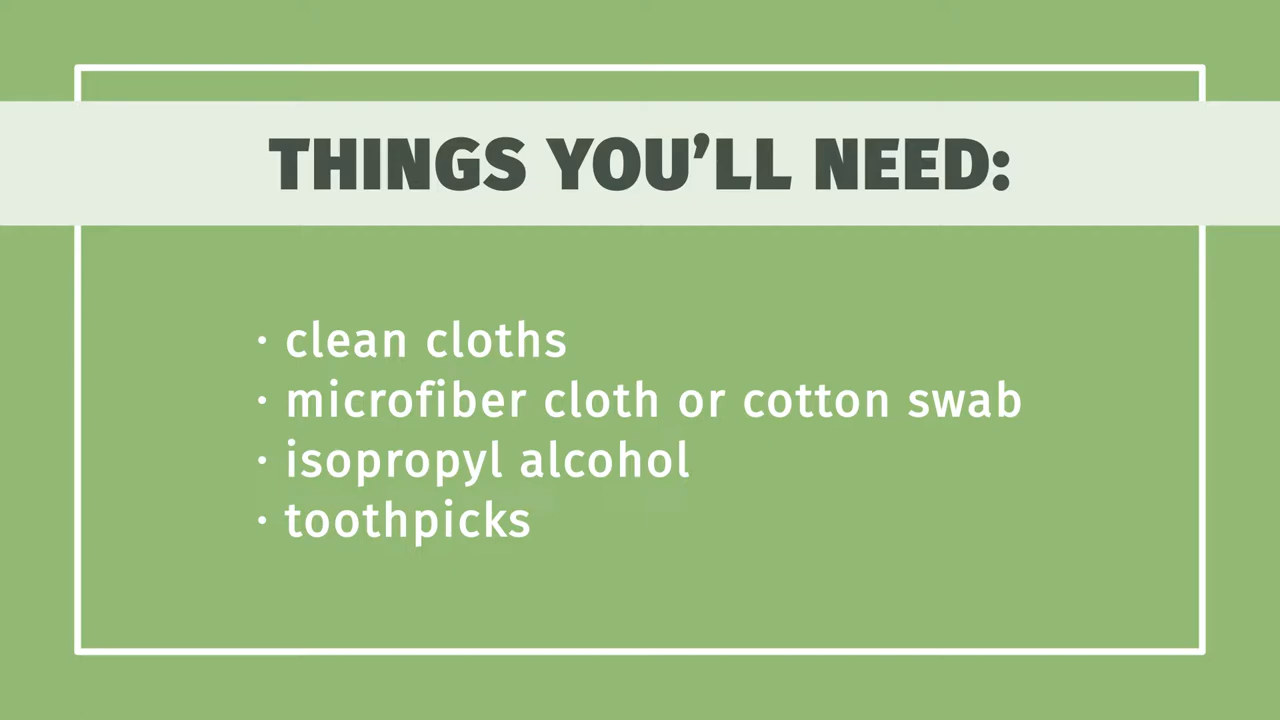 THINGS YOU’LL NEED:
· clean cloths
· microfiber cloth or cotton swab
· isopropyl alcohol
· toothpicks